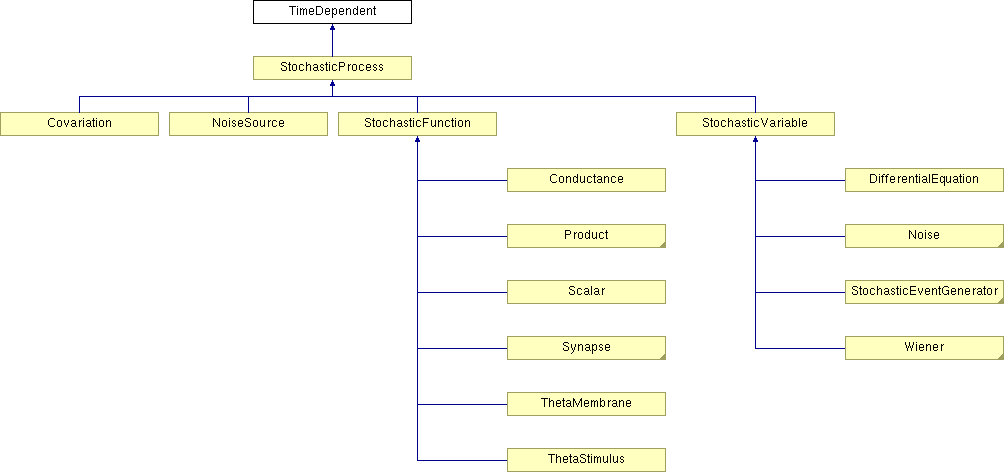 TimeDependent
StochasticProcess
Covariation
NoiseSource
StochasticFunction
StochasticVariable
Conductance
DifferentialEquation
Product
Noise
Scalar
StochasticEventGenerator
Synapse
Wiener
ThetaMembrane
ThetaStimulus